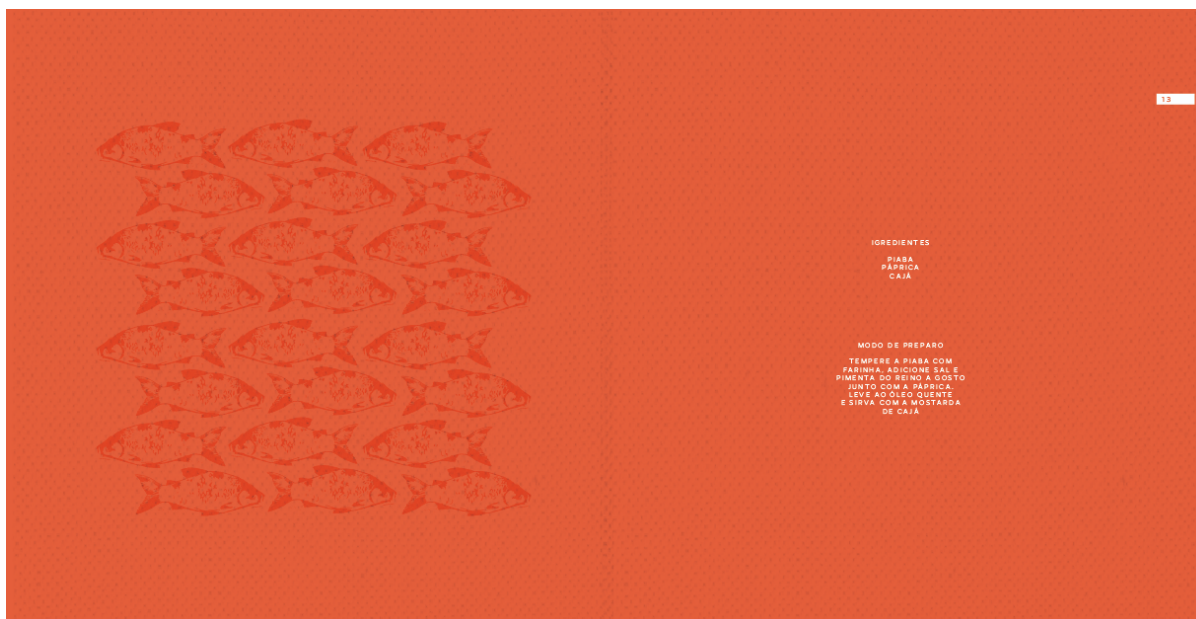 13
IGREDIENTES
PIABA
PÁPRICA
CAJÁ
MODO DE PREPARO
TEMPERE A PIABA COM
FARINHA, ADICIONE SAL E
PIMENTA DO REINO A GOSTO
JUNTO COM A PÁPRICA.
LEVE AO ÓLEO QUENTE
E SIRVA COM A MOSTARDA
DE CAJÁ